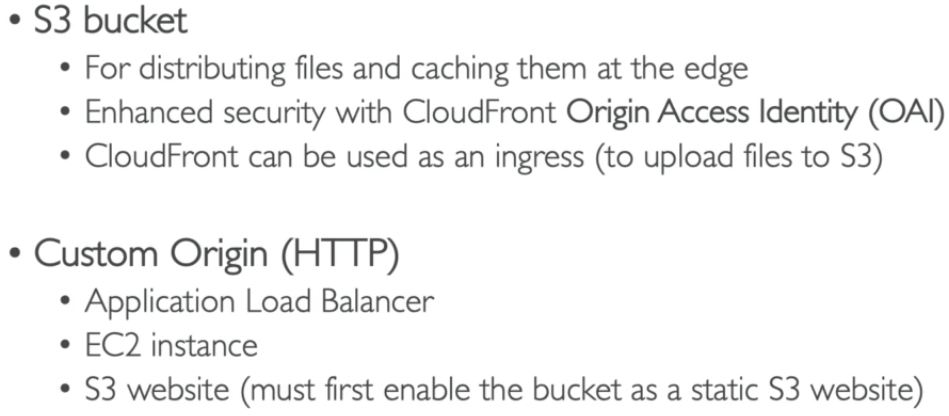 • S3 bucket
• For distributing files and caching them at the edge
• Enhanced security with CloudFront Origin Access Identity (OAI)
• CloudFront can be used as an ingress (to upload files to S3)
• Custom Origin (HTTP)
• Application Load Balancer
• EC2 instance
• S3 website (must first enable the bucket as a static S3 website)